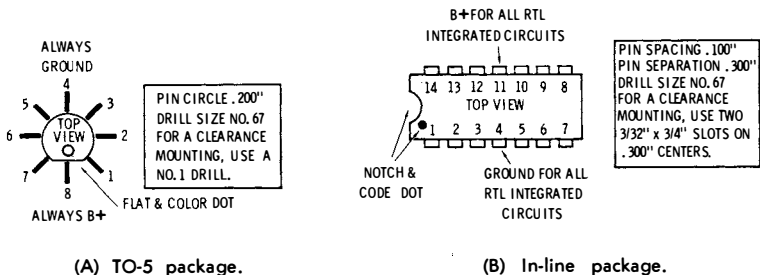 ALWAYS
GROUND
4
5
3
6
TOP
VIEW
2
7
1
8
ALWAYS B+
FLAT & COLOR DOT
PIN CIRCLE .200"
DRILL SIZE NO. 67
FOR A CLEARANCE
MOUNTING, USE A
NO. 1 DRILL.
(A) TO-5 package.
B+ FOR ALL RTL
INTEGRATED CIRCUITS
14 13 12 11 10 9 8
TOP VIEW
1 2 3 4 5 6 7
NOTCH &
CODE DOT
GROUND FOR ALL
RTL INTEGRATED
CIRCUITS
PIN SPACING .100"
PIN SEPARATION .300"
DRILL SIZE NO. 67
FOR A CLEARANCE
MOUNTING, USE TWO
3/32" x 3/4" SLOTS ON
.300" CENTERS.
(B) In-line package.